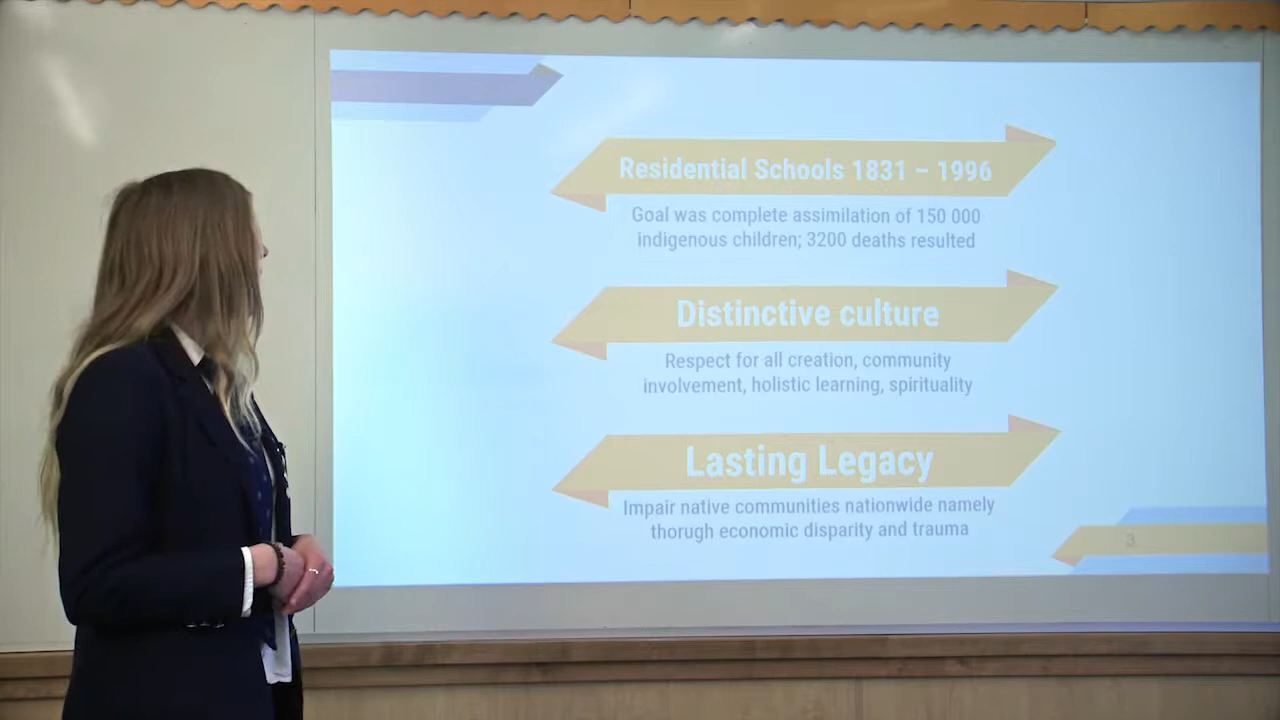 Residential Schools 1831 – 1996
Goal was complete assimilation of 150 000
indigenous children; 3200 deaths resulted
Distinctive culture
Respect for all creation, community
involvement, holistic learning, spirituality
Lasting Legacy
Impair native communities nationwide namely
thorugh economic disparity and trauma
3